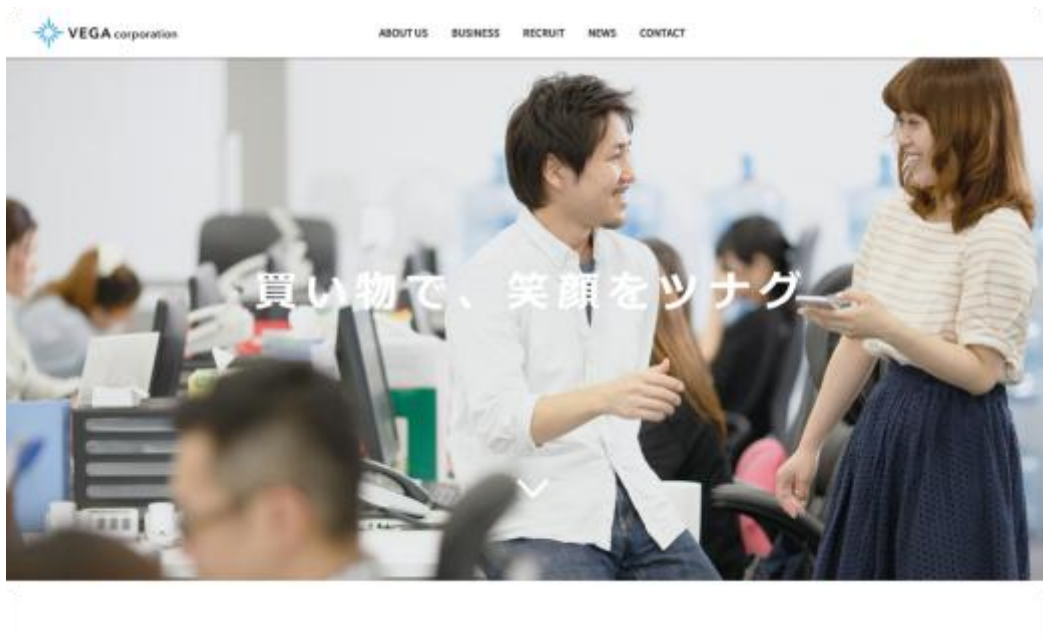 VEGA corporation
ABOUT US BUSINESS RECRUIT NEWS CONTACT
買い物で、笑顔をツナグ